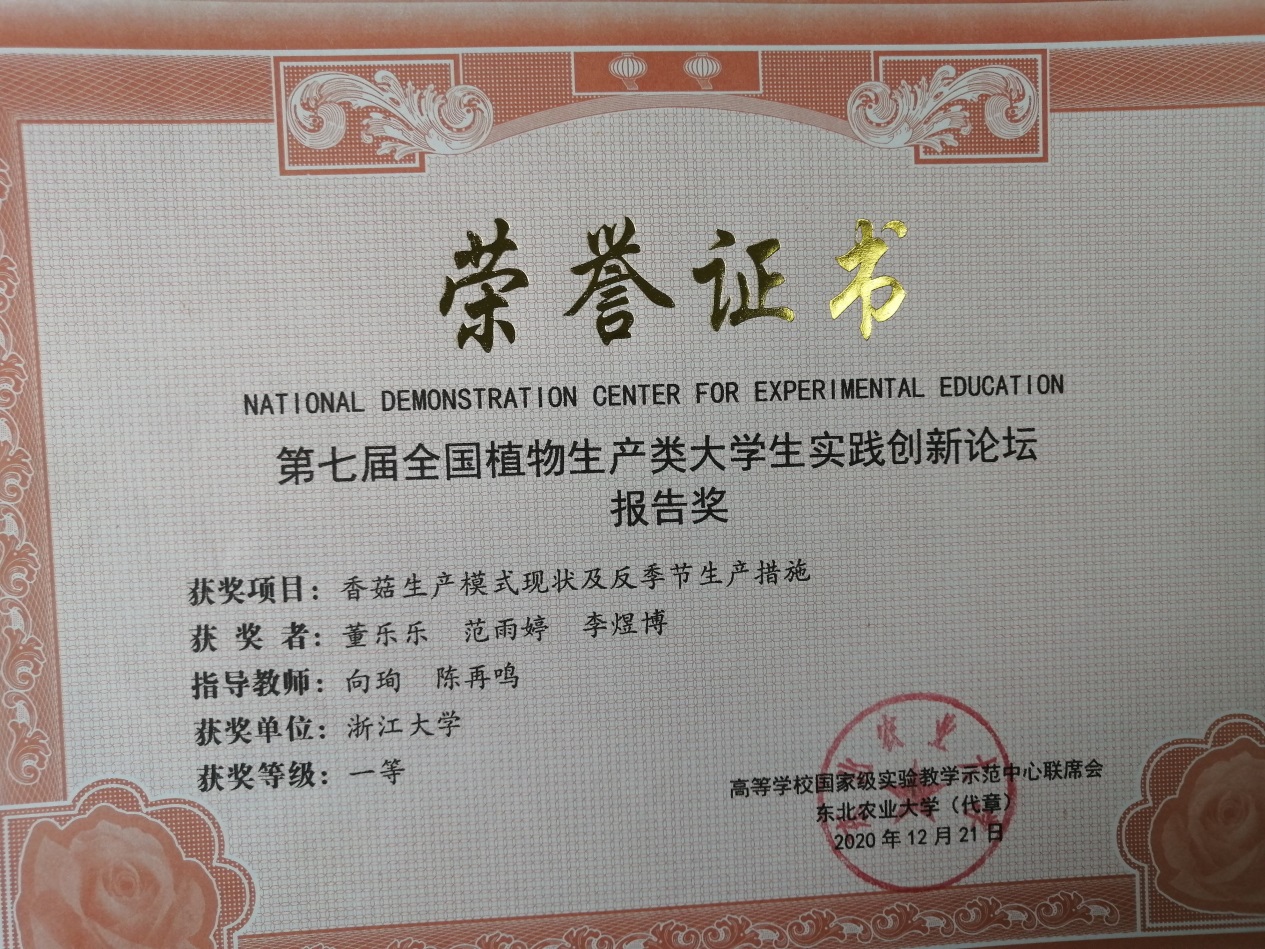 荣誉证书
NATIONAL DEMONSTRATION CENTER FOR EXPERIMENTAL EDUCATION
第七届全国植物生产类大学生实践创新论坛
报告奖
获奖项目：香菇生产模式现状及反季节生产措施
获 奖 者：董乐乐 范雨婷 李煜博
指导教师：向珣 陈再鸣
获奖单位：浙江大学
获奖等级：一等
高等学校国家级实验教学示范中心联席会
东北农业大学（代章）
2020年12月21日
东北农业大学